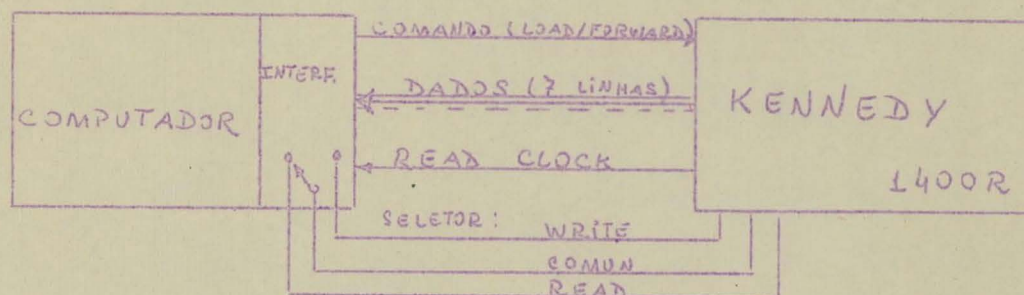 COMANDO (LOAD/FORWARD)
INTERF.
DADOS (7 LINHAS)
KENNEDY
COMPUTADOR
READ CLOCK
1400R
SELETOR: WRITE
COMUN
READ